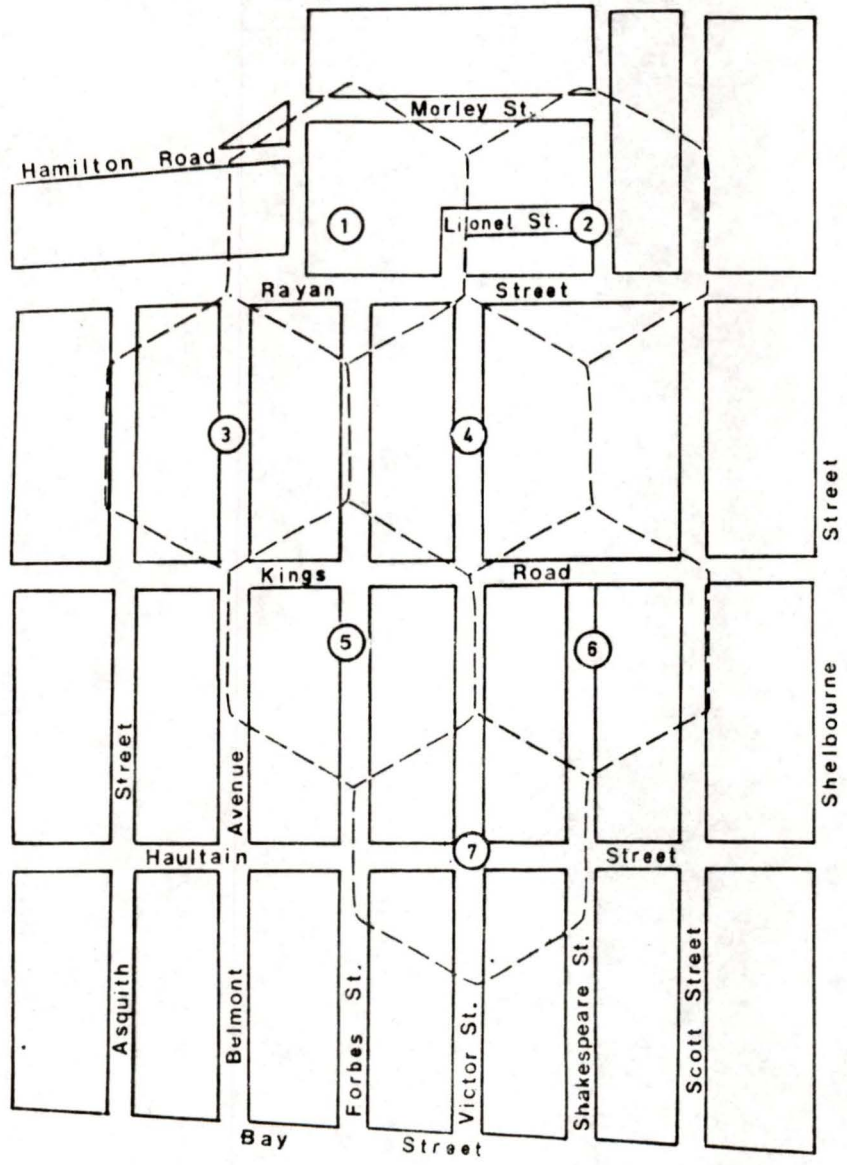 Morley St.
Hamilton Road
1
Lionel St.
2
Rayan Street
3
4
Street
Kings Road
5
6
Shelbourne
Street
Avenue
Haultain
7
Street
Asquith
Belmont
Forbes St.
Victor St.
Shakespeare St.
Scott Street
Bay Street